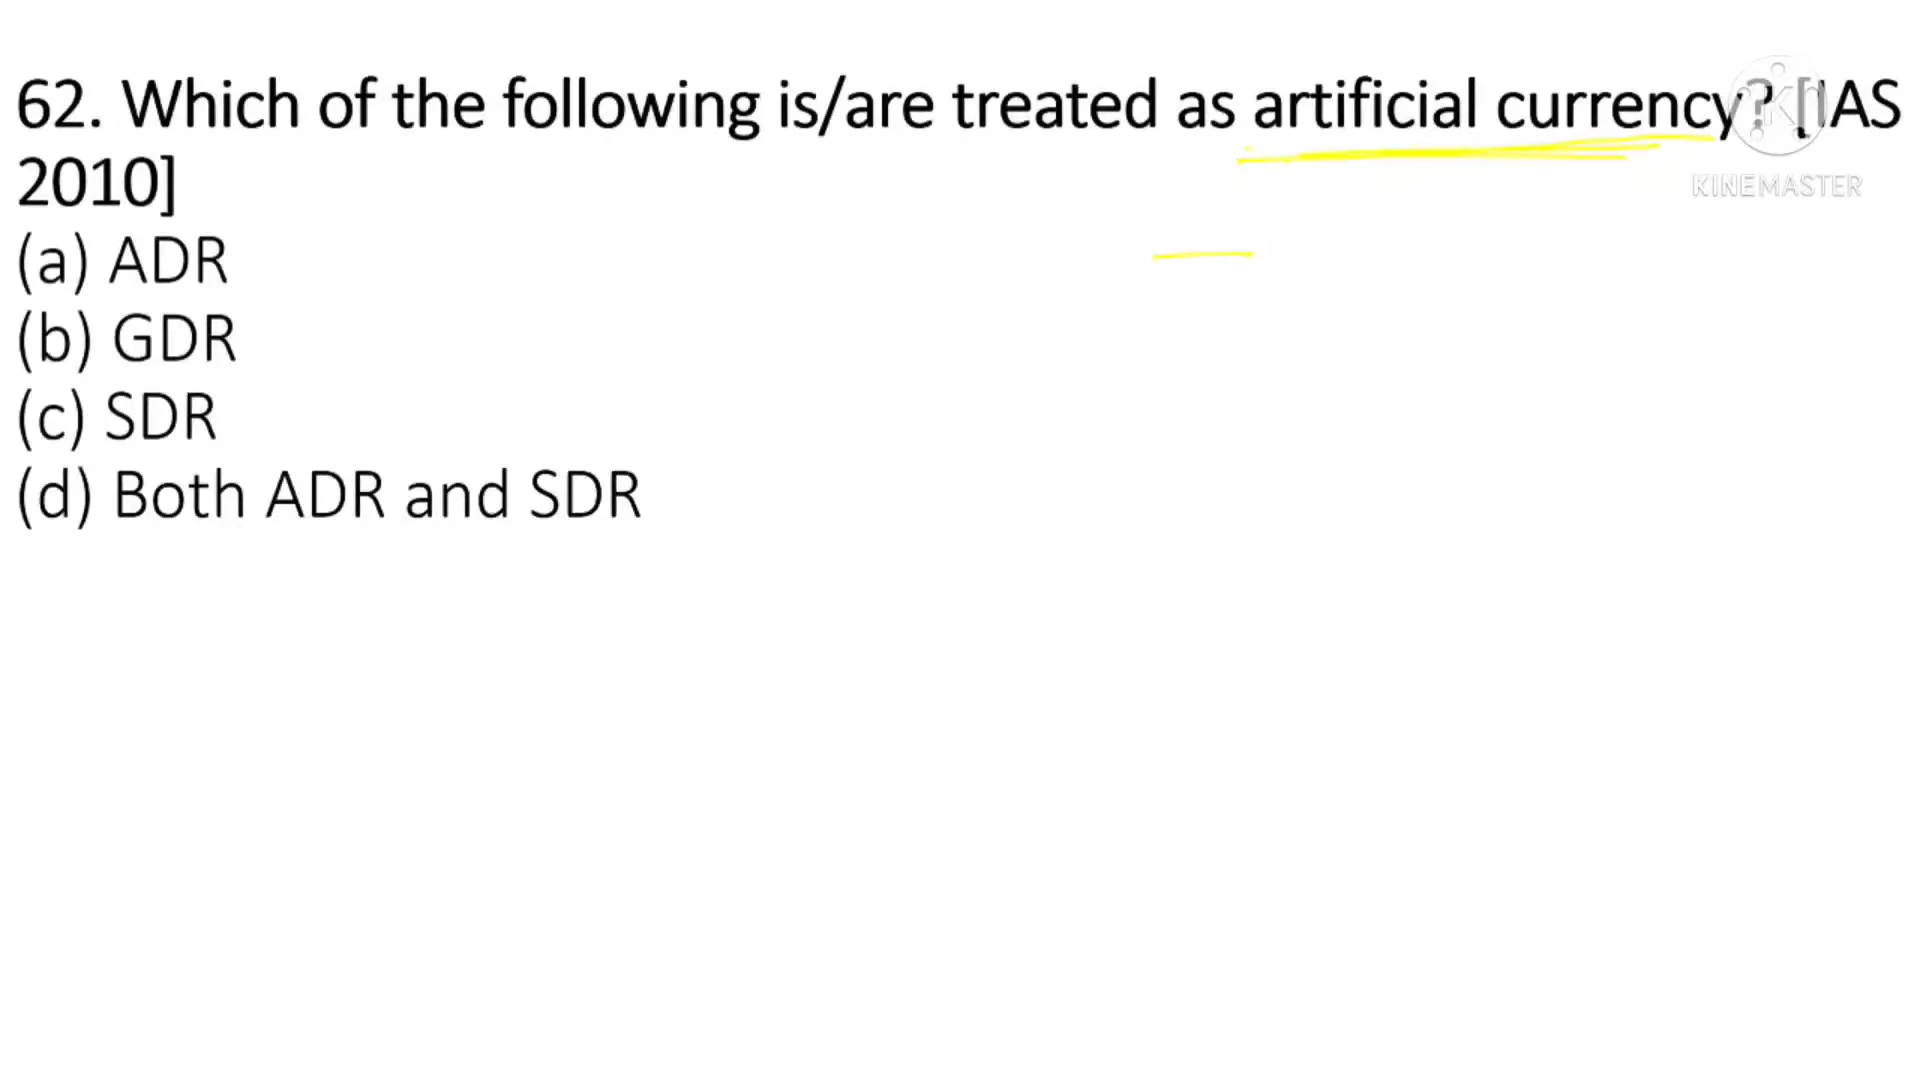 62. Which of the following is/are treated as artificial currency? [IAS
2010]
KINEMASTER
(a) ADR
(b) GDR
(c) SDR
(d) Both ADR and SDR